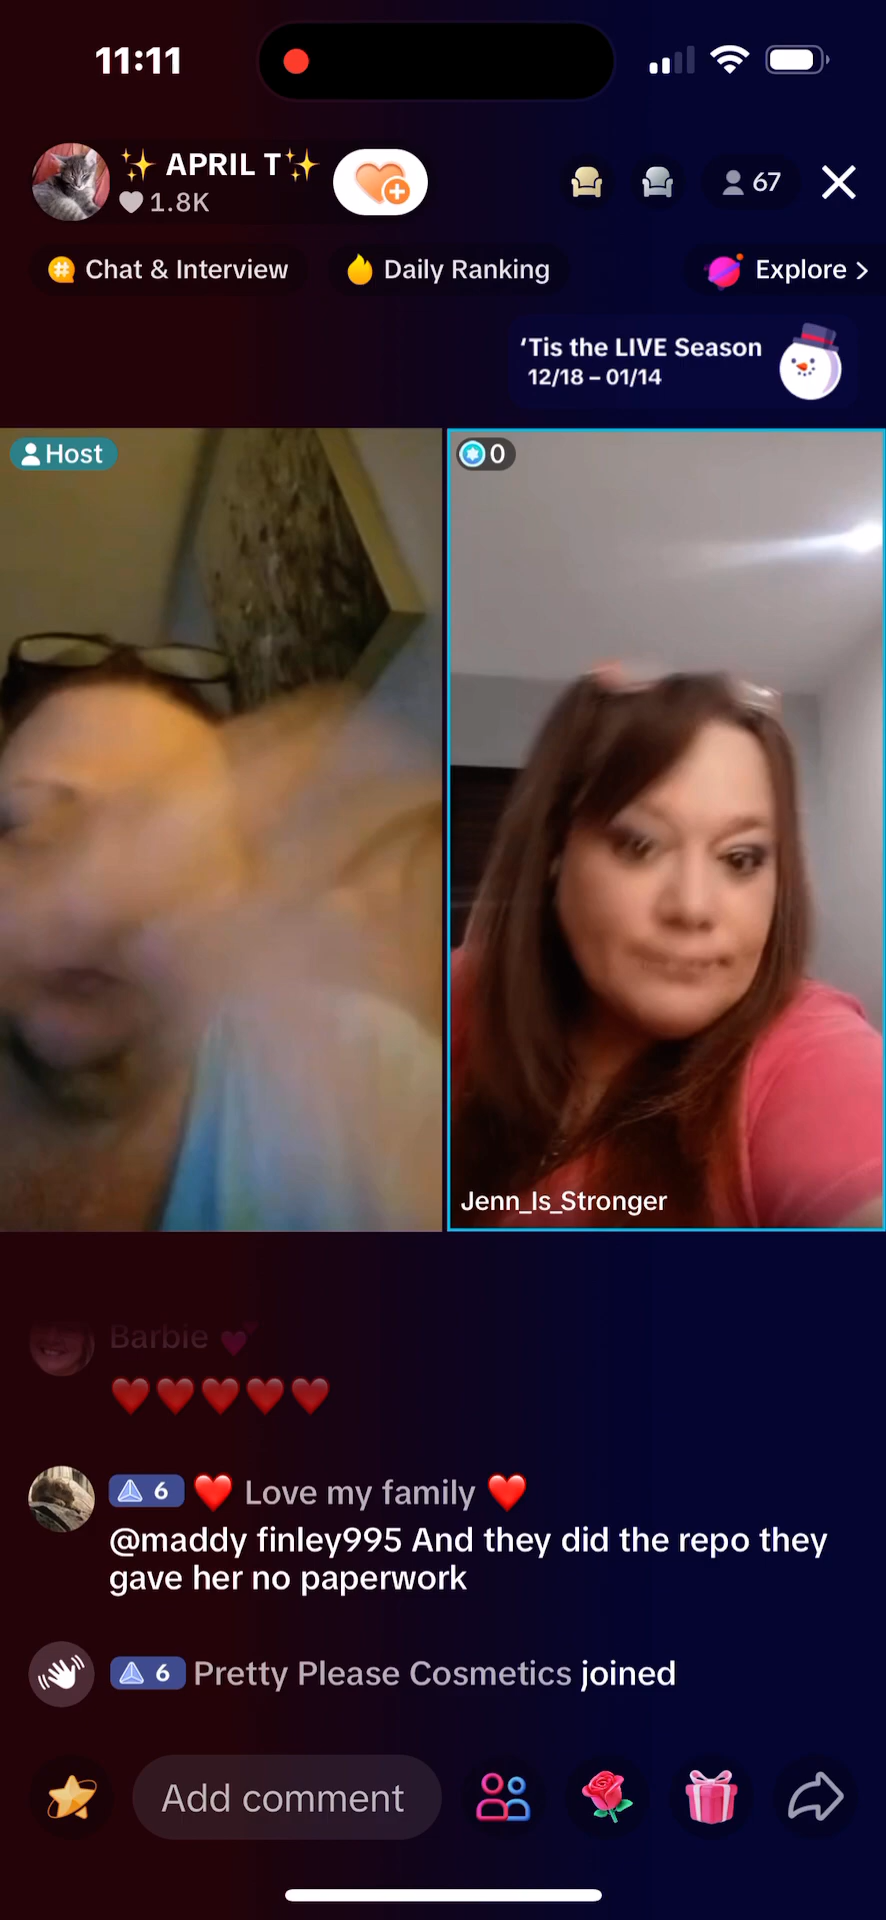 11:11
✨ APRIL T✨
1.8K
67
Chat & Interview
Daily Ranking
Explore >
‘Tis the LIVE Season
12/18 – 01/14
Host
0
Jenn_Is_Stronger
Barbie 💕
❤️❤️❤️❤️❤️
6 ❤️ Love my family ❤️
@maddy finley995 And they did the repo they
gave her no paperwork
6 Pretty Please Cosmetics joined
Add comment